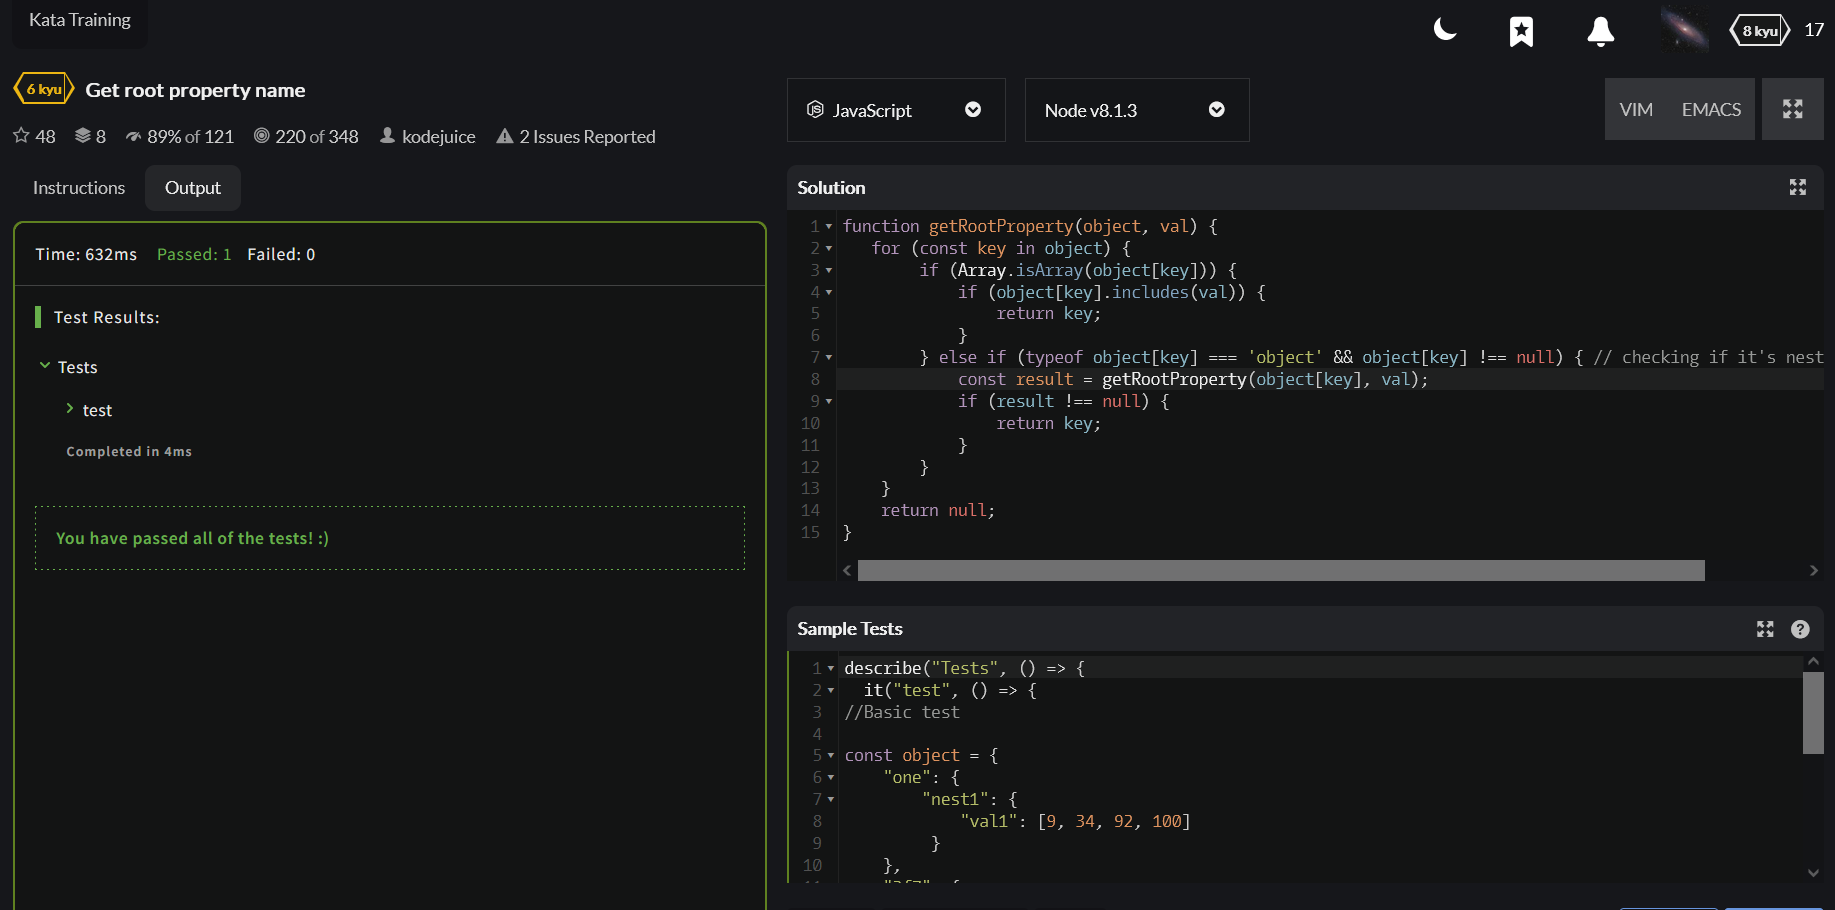 Kata Training
8 kyu 17
6 kyu Get root property name
48 8 89% of 121 220 of 348 kodejuice 2 Issues Reported
Instructions Output
Time: 632ms Passed: 1 Failed: 0
Test Results:
Tests
test
Completed in 4ms
You have passed all of the tests! :)
JavaScript Node v8.1.3 VIM EMACS
Solution
1 function getRootProperty(object, val) {
2 for (const key in object) {
3 if (Array.isArray(object[key])) {
4 if (object[key].includes(val)) {
5 return key;
6 }
7 } else if (typeof object[key] === 'object' && object[key] !== null) { // checking if it's nest
8 const result = getRootProperty(object[key], val);
9 if (result !== null) {
10 return key;
11 }
12 }
13 }
14 return null;
15 }
Sample Tests
1 describe("Tests", () => {
2 it("test", () => {
3 //Basic test
4
5 const object = {
6 "one": {
7 "nest1": {
8 "val1": [9, 34, 92, 100]
9 }
10 },